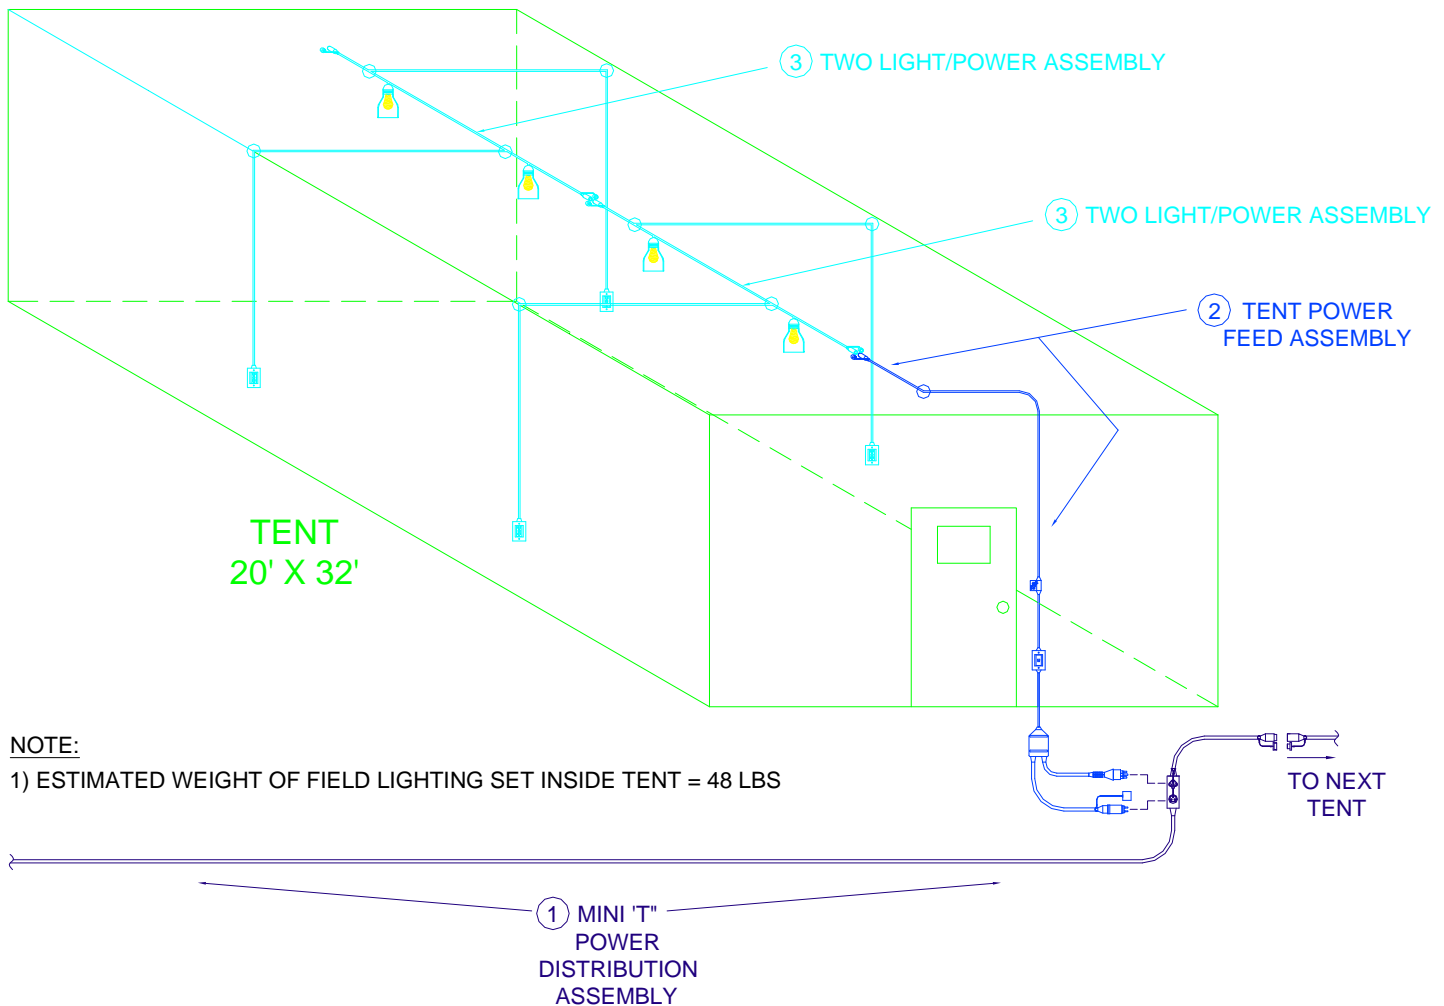 3 TWO LIGHT/POWER ASSEMBLY
3 TWO LIGHT/POWER ASSEMBLY
2 TENT POWER
FEED ASSEMBLY
TENT
20' X 32'
NOTE:
1) ESTIMATED WEIGHT OF FIELD LIGHTING SET INSIDE TENT = 48 LBS
TO NEXT
TENT
1 MINI 'T"
POWER
DISTRIBUTION
ASSEMBLY